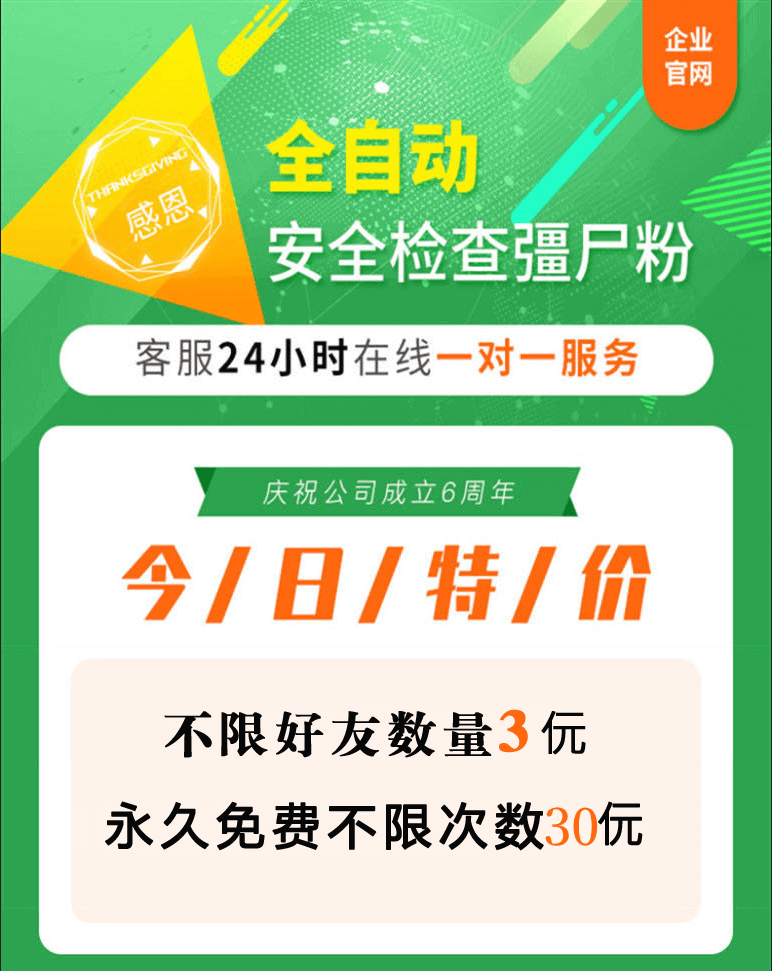 企业
官网
THANKSGIVING
感恩
全自动
安全检查彊尸粉
客服24小时在线一对一服务
庆祝公司成立6周年
今/日/特/价
不限好友数量3伝
永久免费不限次数30伝